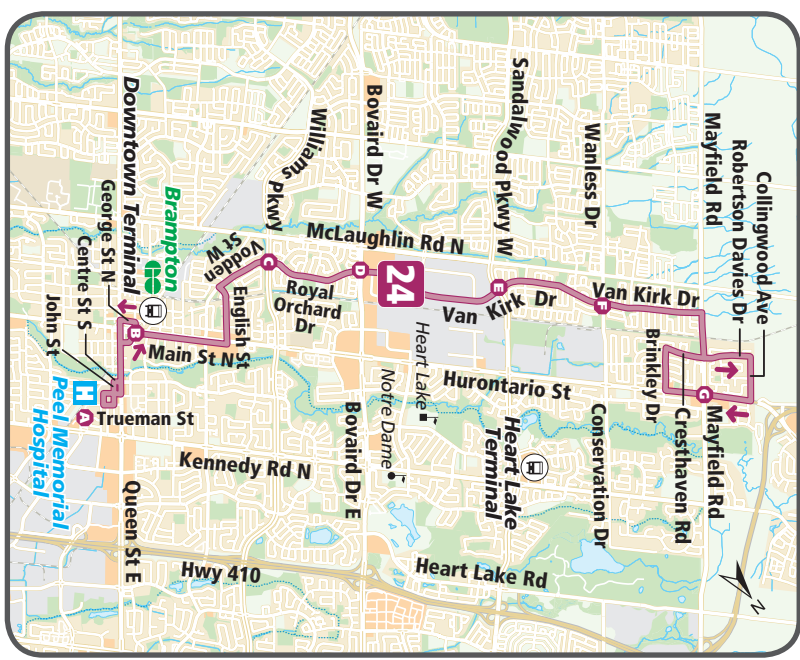 Downtown Terminal
George St N
Centre St S
John St
Brampton
GO
Williams
Pkwy
Bovaird Dr W
Sandalwood Pkwy W
Wanless Dr
Mayfield Rd
Robertson Davies Dr
Collingwood Ave
McLaughlin Rd N
Vodden
St W
C
Royal
Orchard
Dr
D
24
E
Van Kirk Dr
F
Van Kirk Dr
English St
B
Main St N
H
A
Trueman St
Peel Memorial
Hospital
Heart Lake
Notre Dame
Hurontario St
Brinkley Dr
Cresthaven Rd
G
Mayfield Rd
Heart Lake
Terminal
Conservation Dr
Bovaird Dr E
Kennedy Rd N
Queen St E
Hwy 410
Heart Lake Rd
N